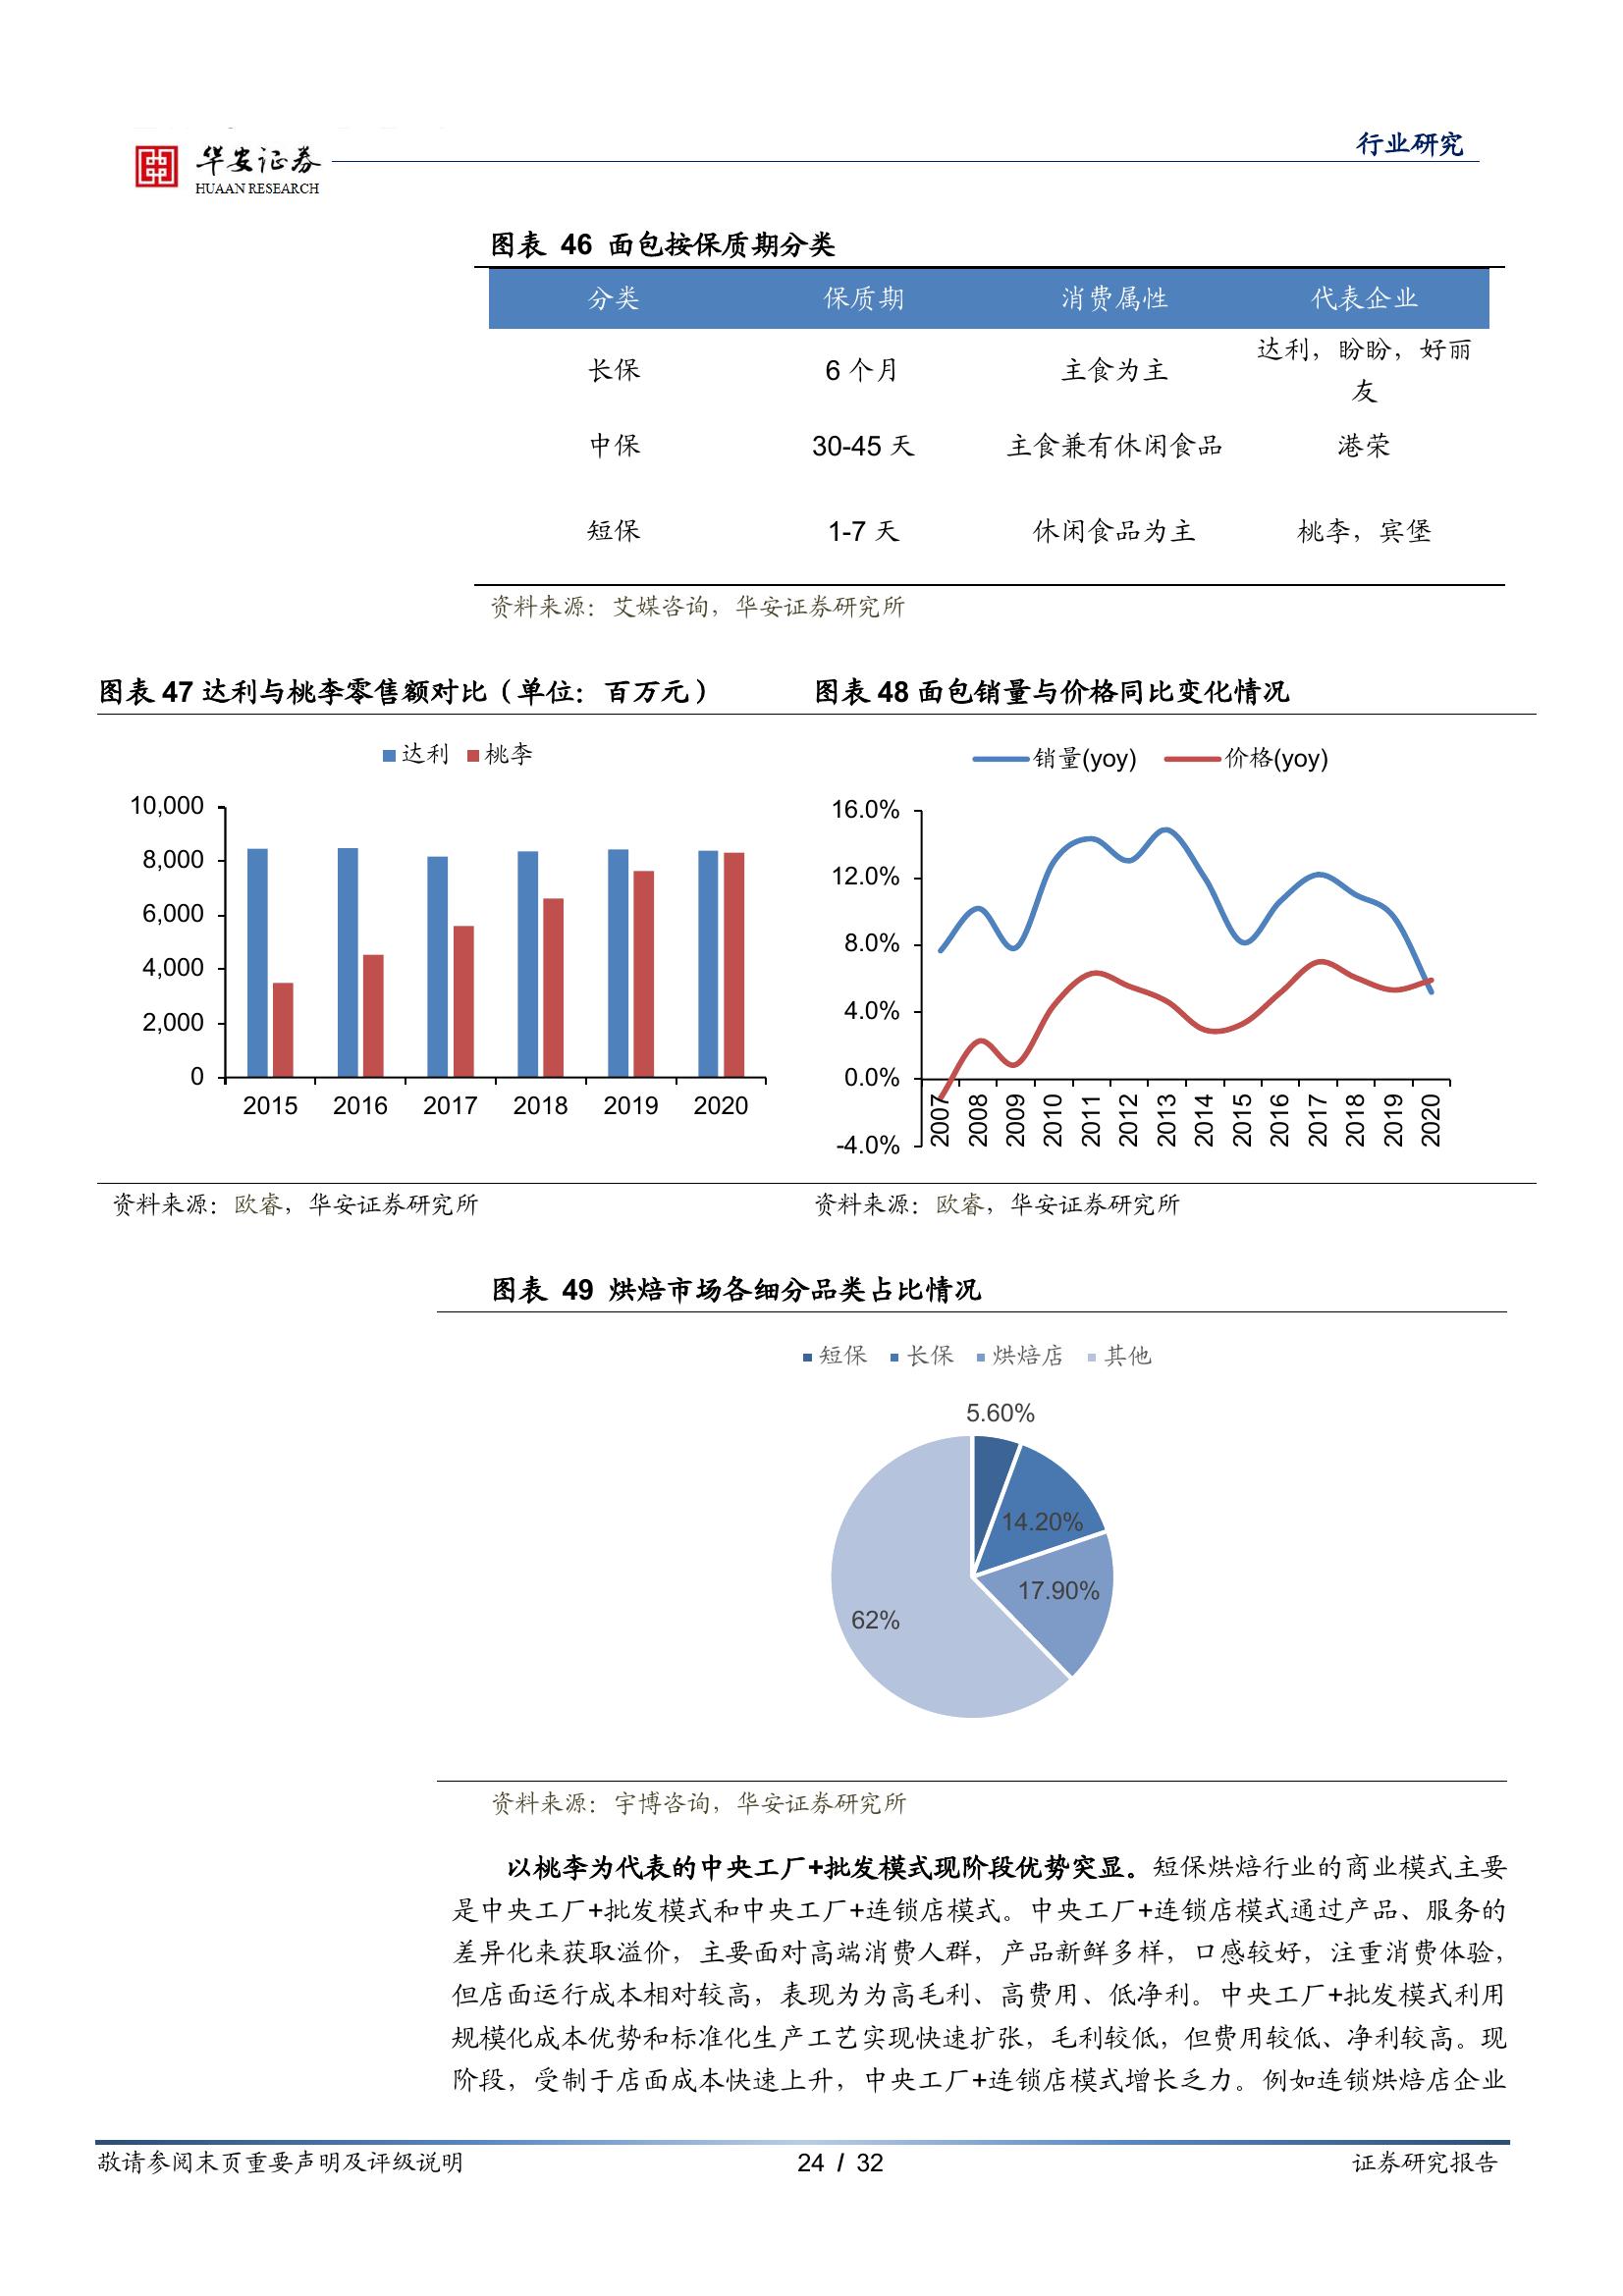 华安证券
HUAAN RESEARCH
行业研究
图表 46 面包按保质期分类
分类 保质期 消费属性 代表企业
长保 6 个月 主食为主 达利，盼盼，好丽
友
中保 30-45 天 主食兼有休闲食品 港荣
短保 1-7 天 休闲食品为主 桃李，宾堡
资料来源：艾媒咨询，华安证券研究所
图表 47 达利与桃李零售额对比（单位：百万元）
达利 桃李
10,000
8,000
6,000
4,000
2,000
0
2015 2016 2017 2018 2019 2020
资料来源：欧睿，华安证券研究所
图表 48 面包销量与价格同比变化情况
销量(yoy) 价格(yoy)
16.0%
12.0%
8.0%
4.0%
0.0%
-4.0%
2007 2008 2009 2010 2011 2012 2013 2014 2015 2016 2017 2018 2019 2020
资料来源：欧睿，华安证券研究所
图表 49 烘焙市场各细分品类占比情况
短保 长保 烘焙店 其他
5.60%
14.20%
17.90%
62%
资料来源：宇博咨询，华安证券研究所
以桃李为代表的中央工厂+批发模式现阶段优势突显。短保烘焙行业的商业模式主要
是中央工厂+批发模式和中央工厂+连锁店模式。中央工厂+连锁店模式通过产品、服务的
差异化来获取溢价，主要面对高端消费人群，产品新鲜多样，口感较好，注重消费体验，
但店面运行成本相对较高，表现为为高毛利、高费用、低净利。中央工厂+批发模式利用
规模化成本优势和标准化生产工艺实现快速扩张，毛利较低，但费用较低、净利较高。现
阶段，受制于店面成本快速上升，中央工厂+连锁店模式增长乏力。例如连锁烘焙店企业
敬请参阅末页重要声明及评级说明 24 / 32 证券研究报告